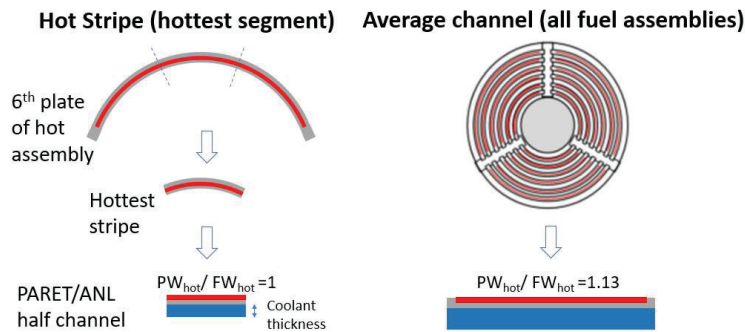 Hot Stripe (hottest segment)
Average channel (all fuel assemblies)
6th plate
of hot
assembly
Hottest
stripe
PARET/ANL
half channel
PWhot/ FWhot =1
Coolant
thickness
PWhot/ FWhot =1.13